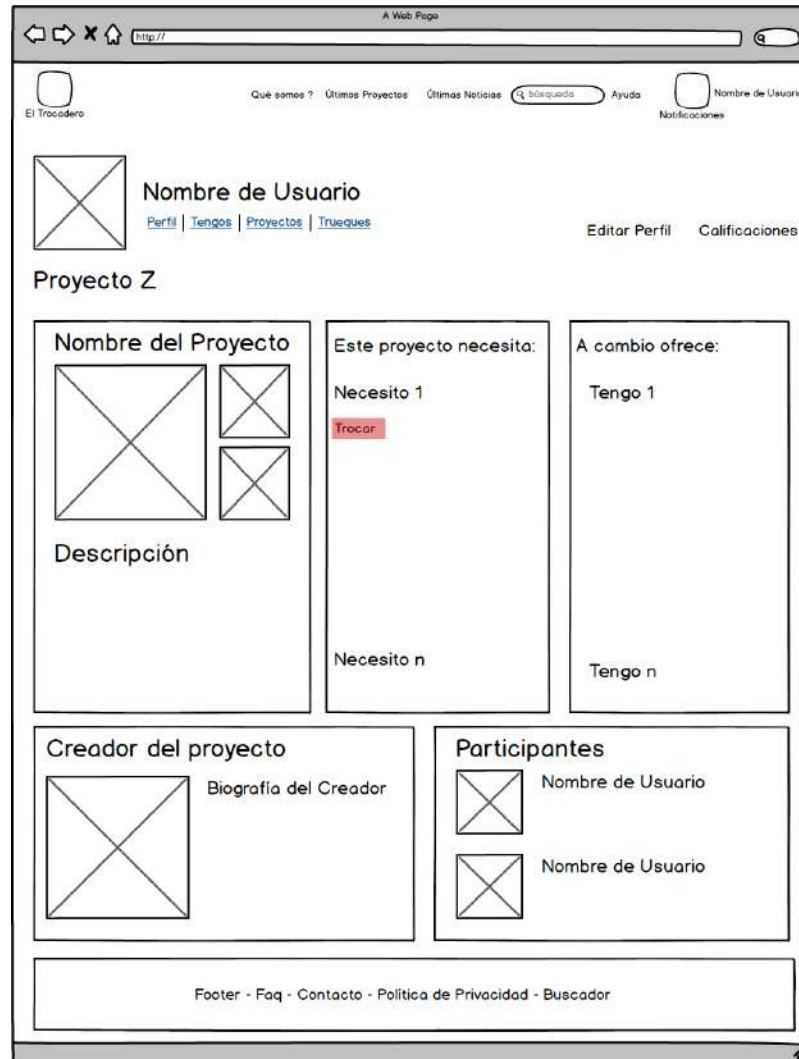 A Web Page
http://
Qué somos ? Últimos Proyectos Últimas Noticias búsqueda Ayuda Nombre de Usuario
El Trocadero Notificaciones
Nombre de Usuario
Perfil | Tengos | Proyectos | Trueques
Editar Perfil Calificaciones
Proyecto Z
Nombre del Proyecto
Descripción
Este proyecto necesita:
Necesito 1
Trocar
Necesito n
A cambio ofrece:
Tengo 1
Tengo n
Creador del proyecto
Biografía del Creador
Participantes
Nombre de Usuario
Nombre de Usuario
Footer - Faq - Contacto - Política de Privacidad - Buscador